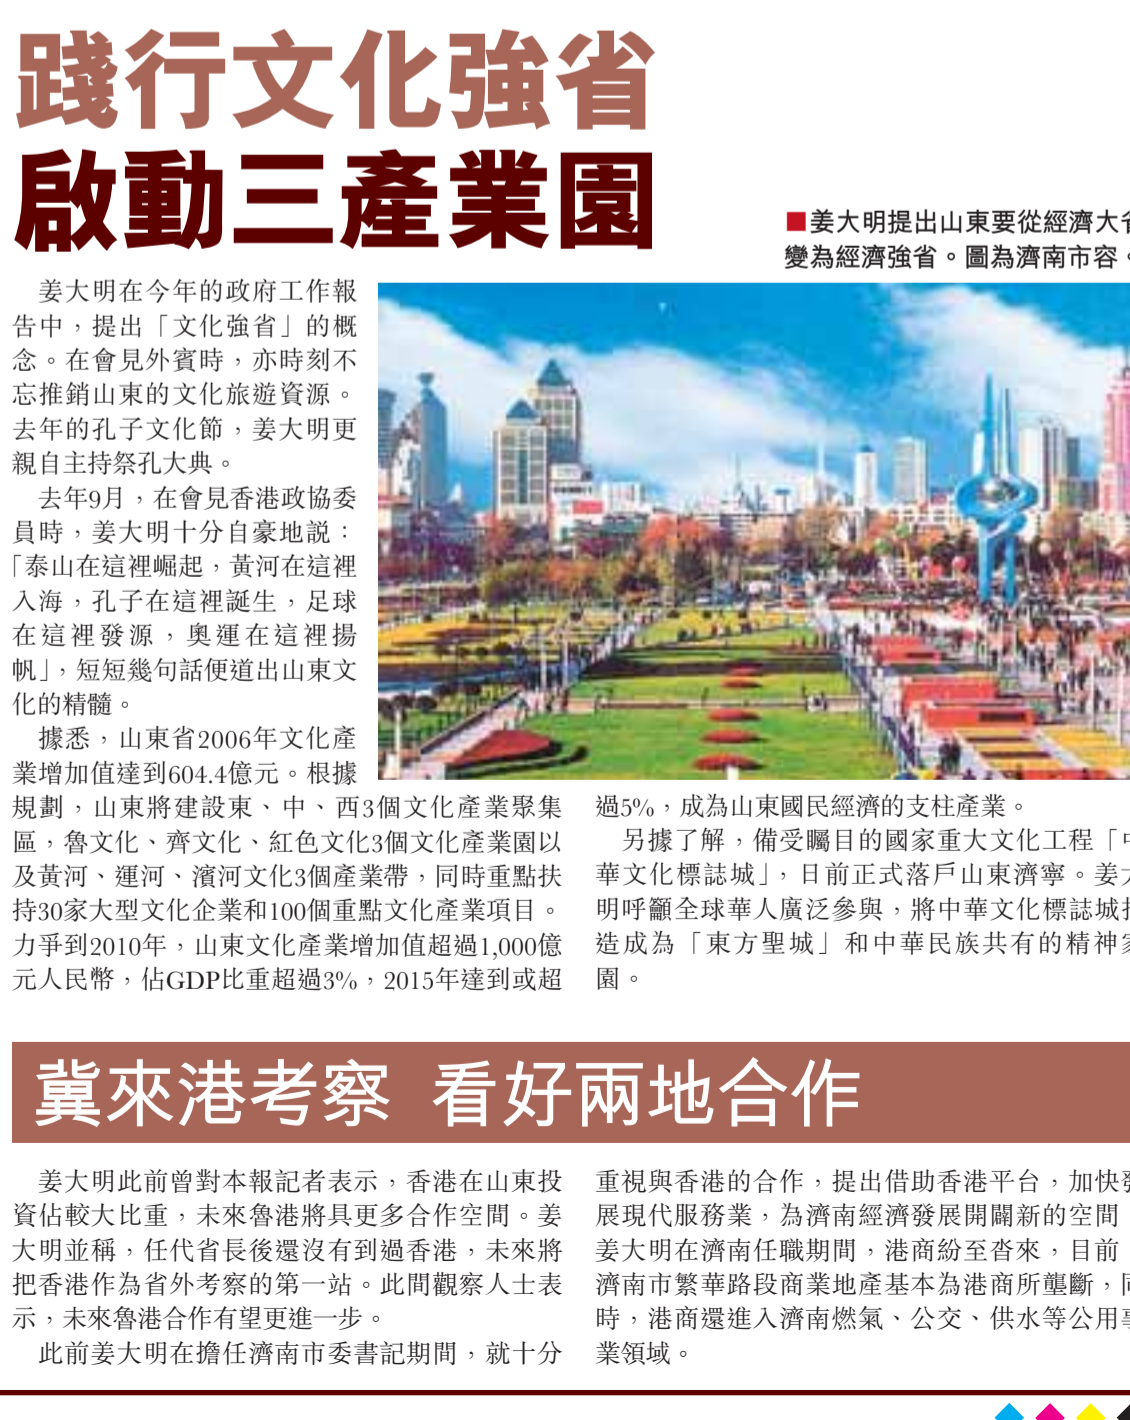 踐行文化強省
啟動三產業園
■姜大明提出山東要從經濟大省
變為經濟強省。圖為濟南市容。
姜大明在今年的政府工作報
告中，提出「文化強省」的概
念。在會見外賓時，亦時刻不
忘推銷山東的文化旅遊資源。
去年的孔子文化節，姜大明更
親自主持祭孔大典。
去年9月，在會見香港政協委
員時，姜大明十分自豪地説：
「泰山在這裡崛起，黃河在這裡
入海，孔子在這裡誕生，足球
在這裡發源，奧運在這裡揚
帆」，短短幾句話便道出山東文
化的精髓。
據悉，山東省2006年文化產
業增加值達到604.4億元。根據
規劃，山東將建設東、中、西3個文化產業聚集
區，魯文化、齊文化、紅色文化3個文化產業園以
及黃河、運河、濱河文化3個產業帶，同時重點扶
持30家大型文化企業和100個重點文化產業項目。
力爭到2010年，山東文化產業增加值超過1,000億
元人民幣，佔GDP比重超過3%，2015年達到或超
過5%，成為山東國民經濟的支柱產業。
另據了解，備受矚目的國家重大文化工程「中
華文化標誌城」，日前正式落戶山東濟寧。姜大
明呼籲全球華人廣泛參與，將中華文化標誌城打
造成為「東方聖城」和中華民族共有的精神家
園。
冀來港考察 看好兩地合作
姜大明此前曾對本報記者表示，香港在山東投
資佔較大比重，未來魯港將具更多合作空間。姜
大明並稱，任代省長後還沒有到過香港，未來將
把香港作為省外考察的第一站。此間觀察人士表
示，未來魯港合作有望更進一步。
此前姜大明在擔任濟南市委書記期間，就十分
重視與香港的合作，提出借助香港平台，加快發
展現代服務業，為濟南經濟發展開闢新的空間
姜大明在濟南任職期間，港商紛至沓來，目前
濟南市繁華路段商業地產基本為港商所壟斷，同
時，港商還進入濟南燃氣、公交、供水等公用事
業領域。